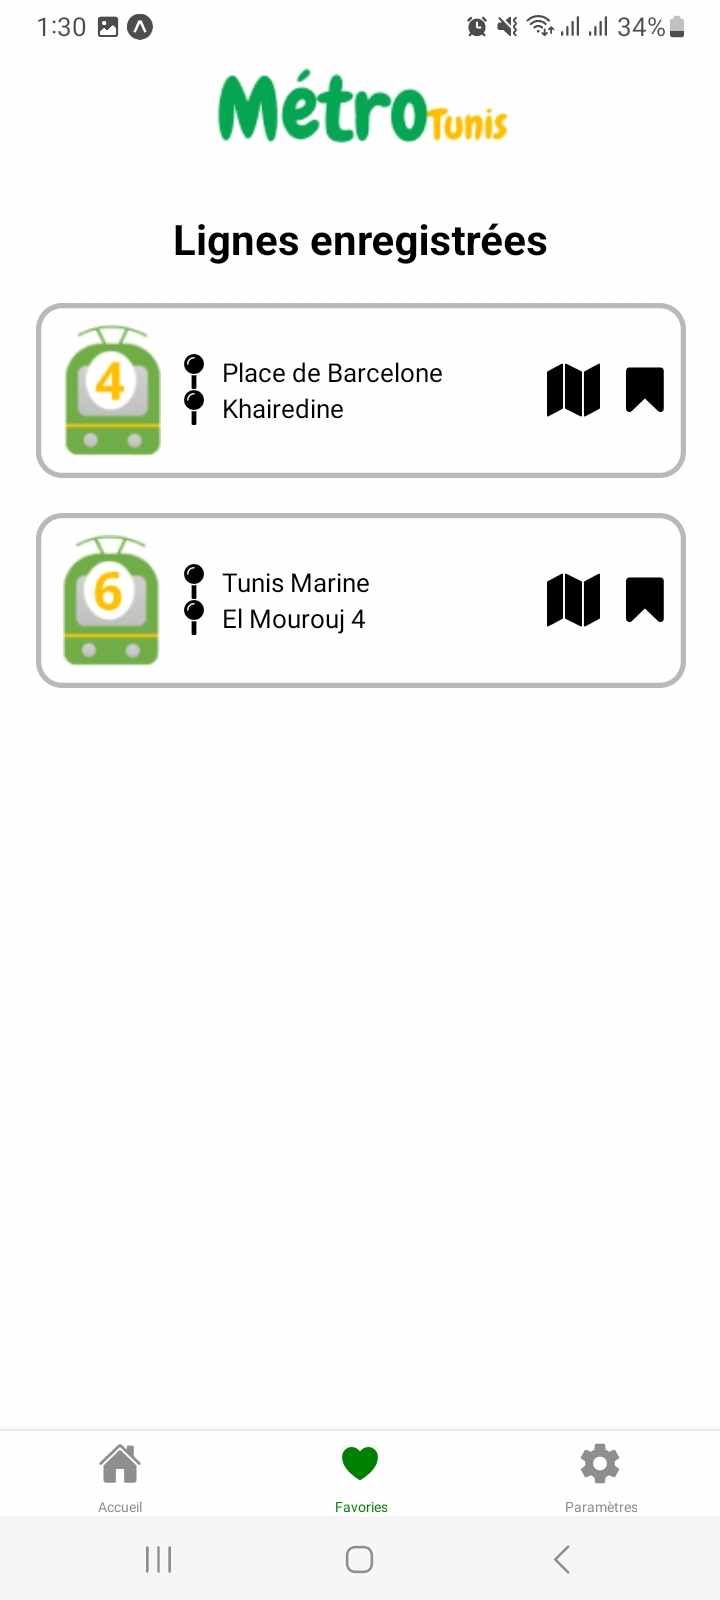 1:30
34%
Métro Tunis
Lignes enregistrées
4
Place de Barcelone
Khairedine
6
Tunis Marine
El Mourouj 4
Accueil
Favories
Paramètres